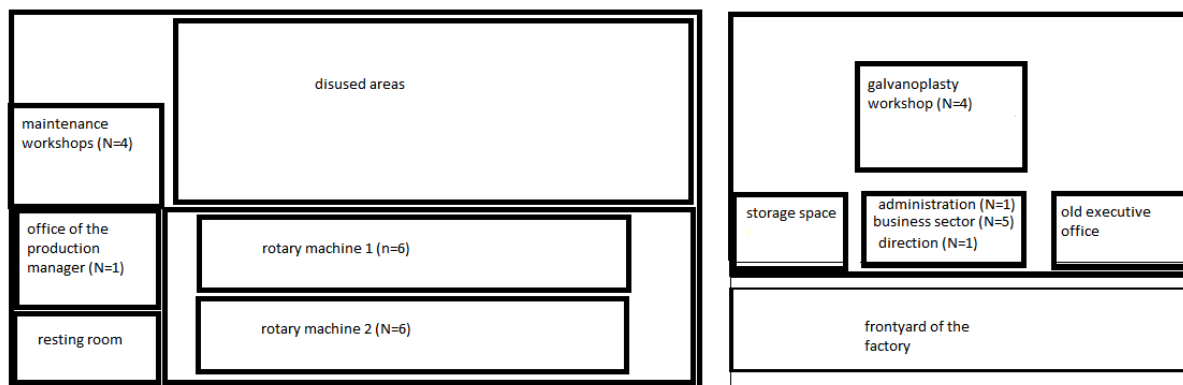 disused areas
maintenance
workshops (N=4)
office of the
production
manager (N=1)
resting room
rotary machine 1 (n=6)
rotary machine 2 (N=6)
galvanoplasty
workshop (N=4)
storage space
administration (N=1)
business sector (N=5)
direction (N=1)
old executive
office
frontyard of the
factory